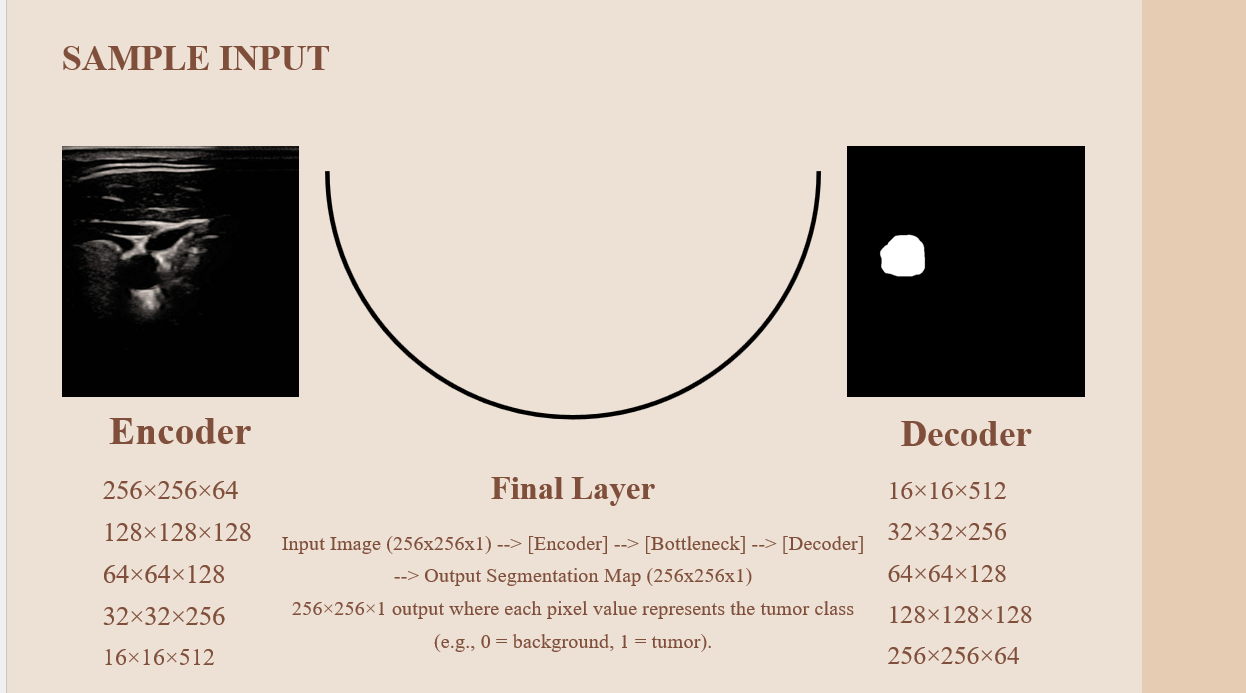 SAMPLE INPUT
Encoder
256×256×64
128×128×128
64×64×128
32×32×256
16×16×512
Final Layer
Input Image (256x256x1) --> [Encoder] --> [Bottleneck] --> [Decoder]
--> Output Segmentation Map (256x256x1)
256×256×1 output where each pixel value represents the tumor class
(e.g., 0 = background, 1 = tumor).
Decoder
16×16×512
32×32×256
64×64×128
128×128×128
256×256×64